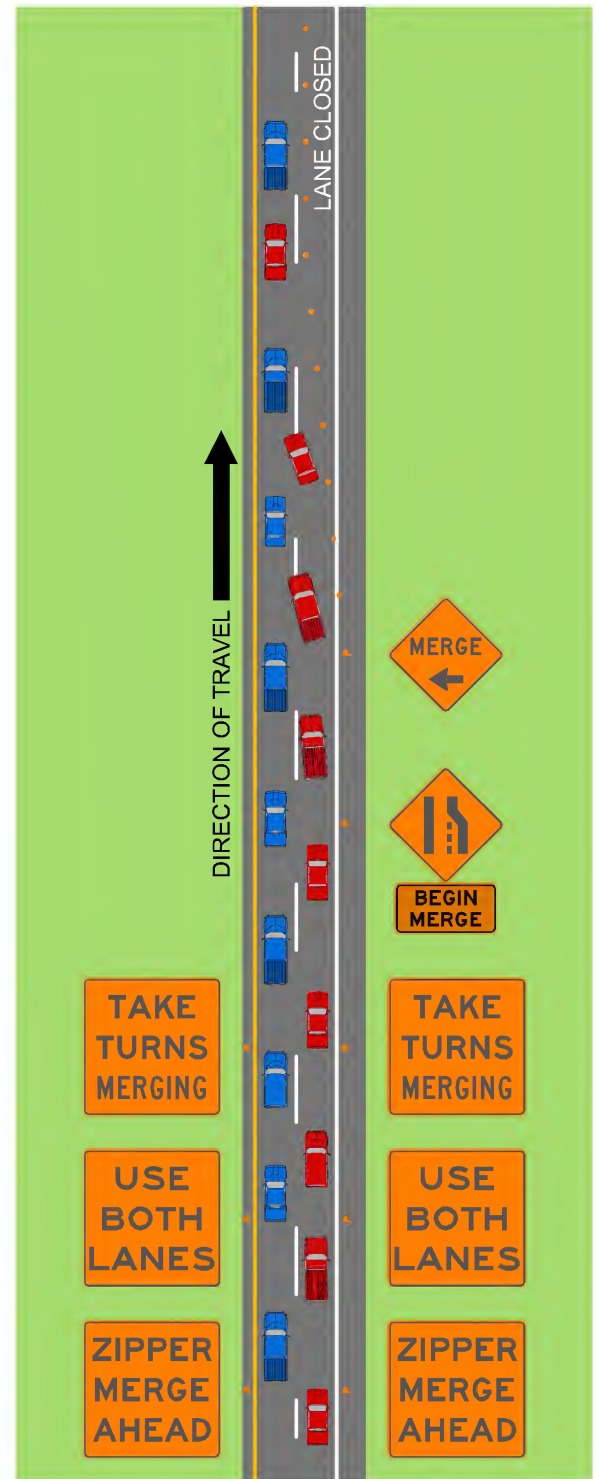 LANE CLOSED
DIRECTION OF TRAVEL
MERGE
BEGIN
MERGE
TAKE
TURNS
MERGING
TAKE
TURNS
MERGING
USE
BOTH
LANES
USE
BOTH
LANES
ZIPPER
MERGE
AHEAD
ZIPPER
MERGE
AHEAD